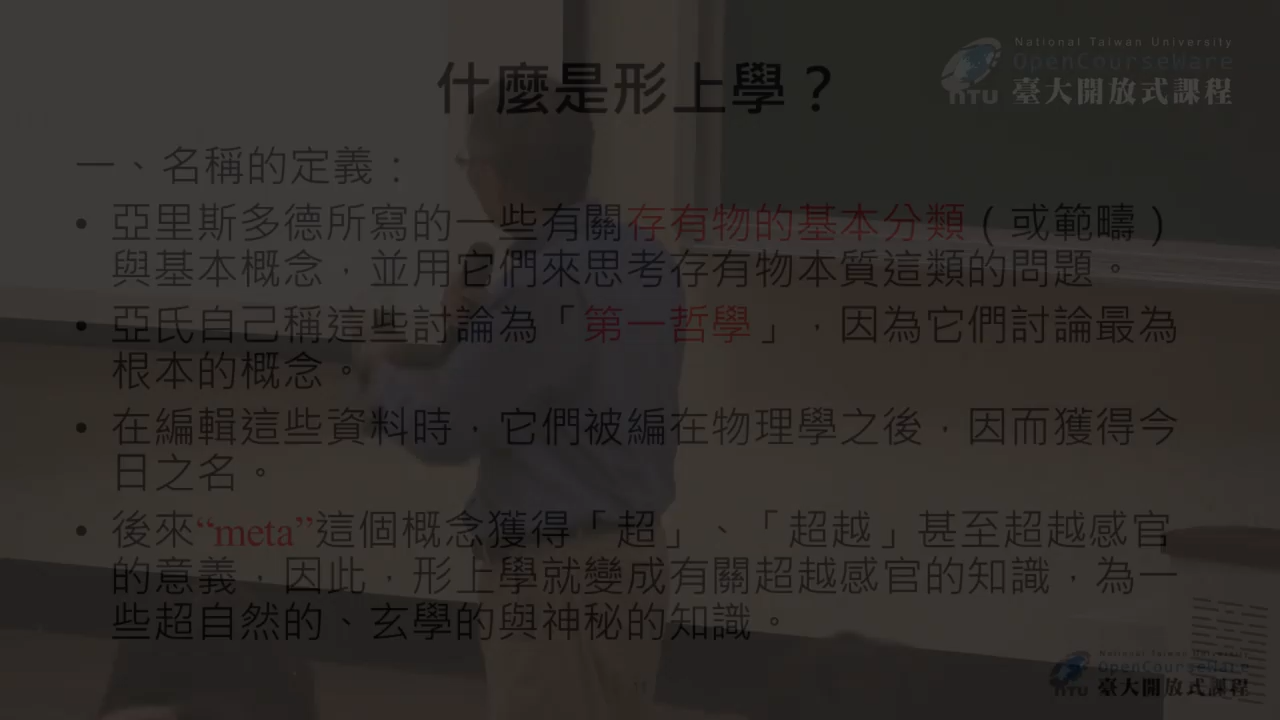 National Taiwan University
OpenCourseWare
NTU 臺大開放式課程
什麼是形上學？
一、名稱的定義：
• 亞里斯多德所寫的一些有關存有物的基本分類（或範疇）
與基本概念，並用它們來思考存有物本質這類的問題。
• 亞氏自己稱這些討論為「第一哲學」，因為它們討論最為
根本的概念。
• 在編輯這些資料時，它們被編在物理學之後，因而獲得今
日之名。
• 後來“meta”這個概念獲得「超」、「超越」甚至超越感官
的意義，因此，形上學就變成有關超越感官的知識，為一
些超自然的、玄學的與神秘的知識。
National Taiwan University
OpenCourseWare
NTU 臺大開放式課程